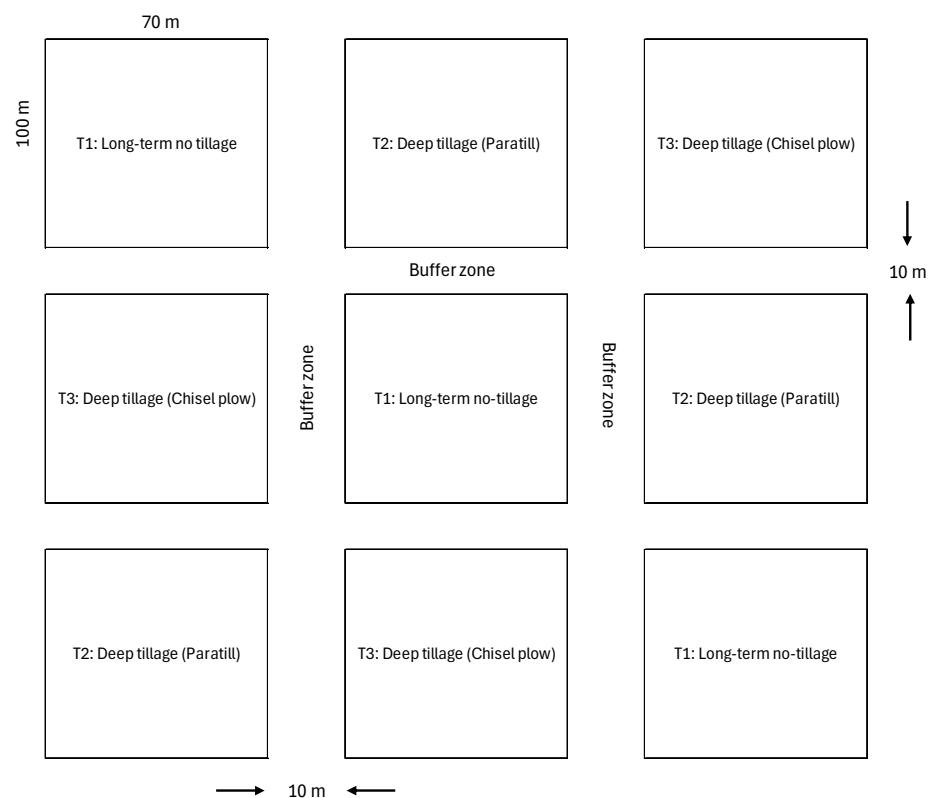 70 m
100 m
T1: Long-term no tillage
T2: Deep tillage (Paratill)
T3: Deep tillage (Chisel plow)
Buffer zone
10 m
T3: Deep tillage (Chisel plow)
Buffer zone
T1: Long-term no-tillage
Buffer zone
T2: Deep tillage (Paratill)
T2: Deep tillage (Paratill)
T3: Deep tillage (Chisel plow)
T1: Long-term no-tillage
10 m